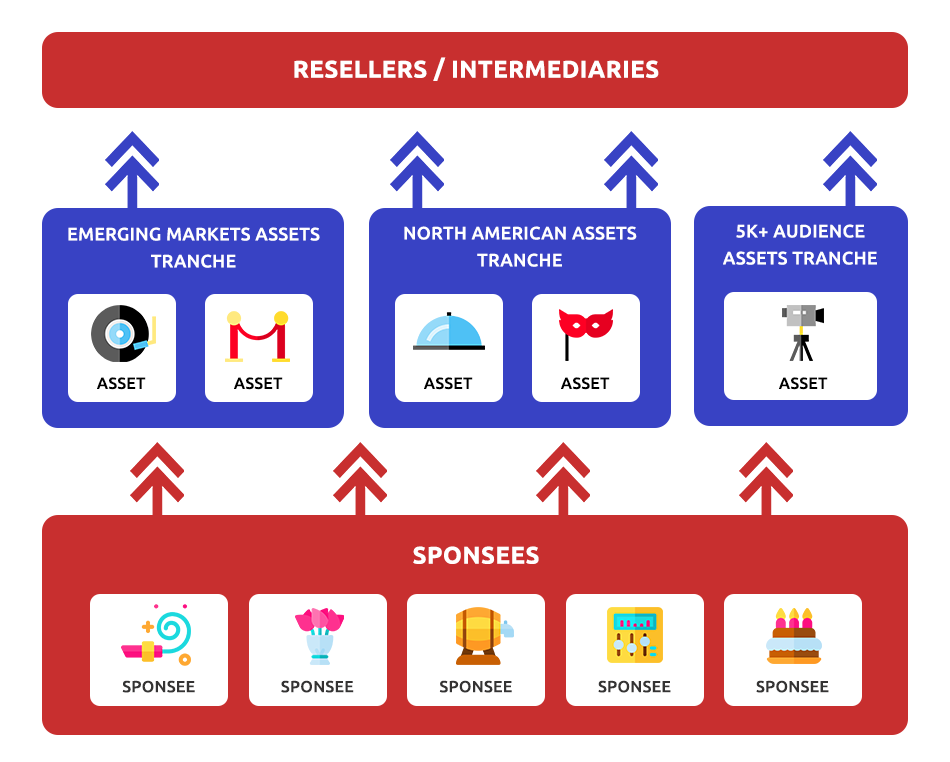 RESELLERS / INTERMEDIARIES
EMERGING MARKETS ASSETS
TRANCHE
ASSET
ASSET
NORTH AMERICAN ASSETS
TRANCHE
ASSET
ASSET
5K+ AUDIENCE
ASSETS TRANCHE
ASSET
SPONSEES
SPONSEE
SPONSEE
SPONSEE
SPONSEE
SPONSEE